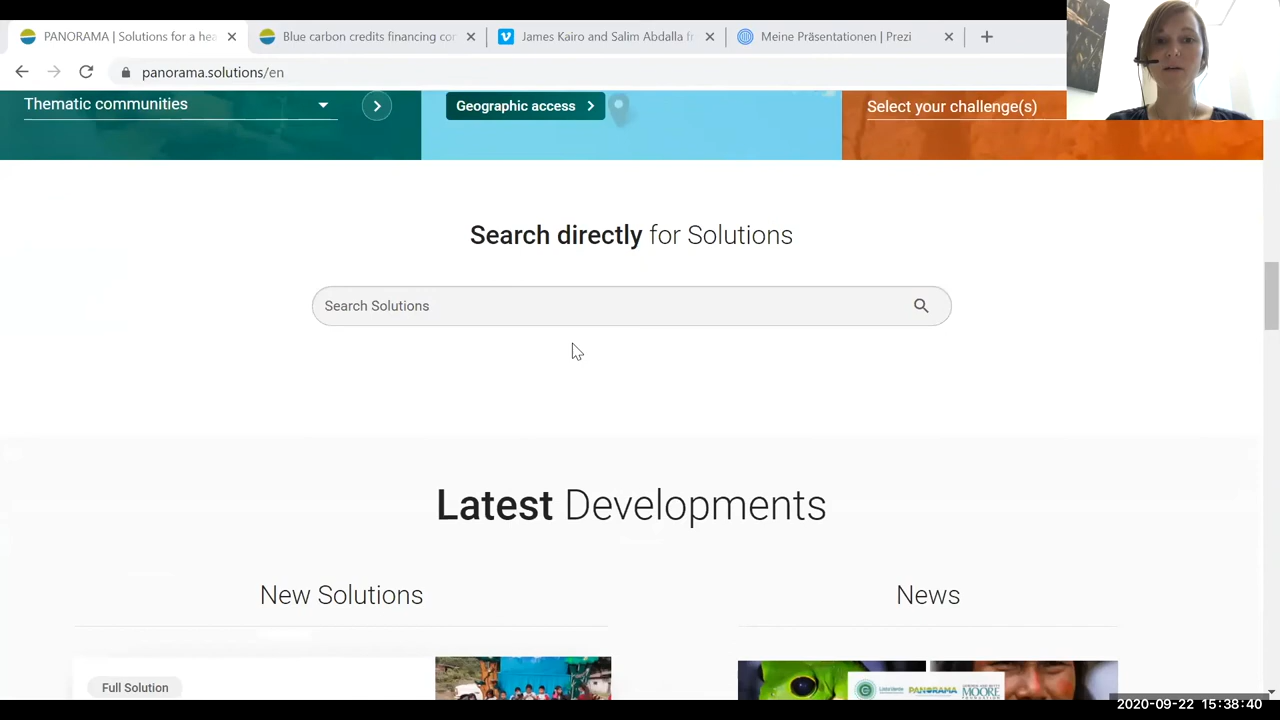 PANORAMA | Solutions for a hea
Blue carbon credits financing cor
James Kairo and Salim Abdalla fr
Meine Präsentationen | Prezi
panorama.solutions/en
Thematic communities
Geographic access
Select your challenge(s)
Search directly for Solutions
Search Solutions
Latest Developments
New Solutions
News
Full Solution
PANORAMA
MOORE
2020-09-22 15:38:40